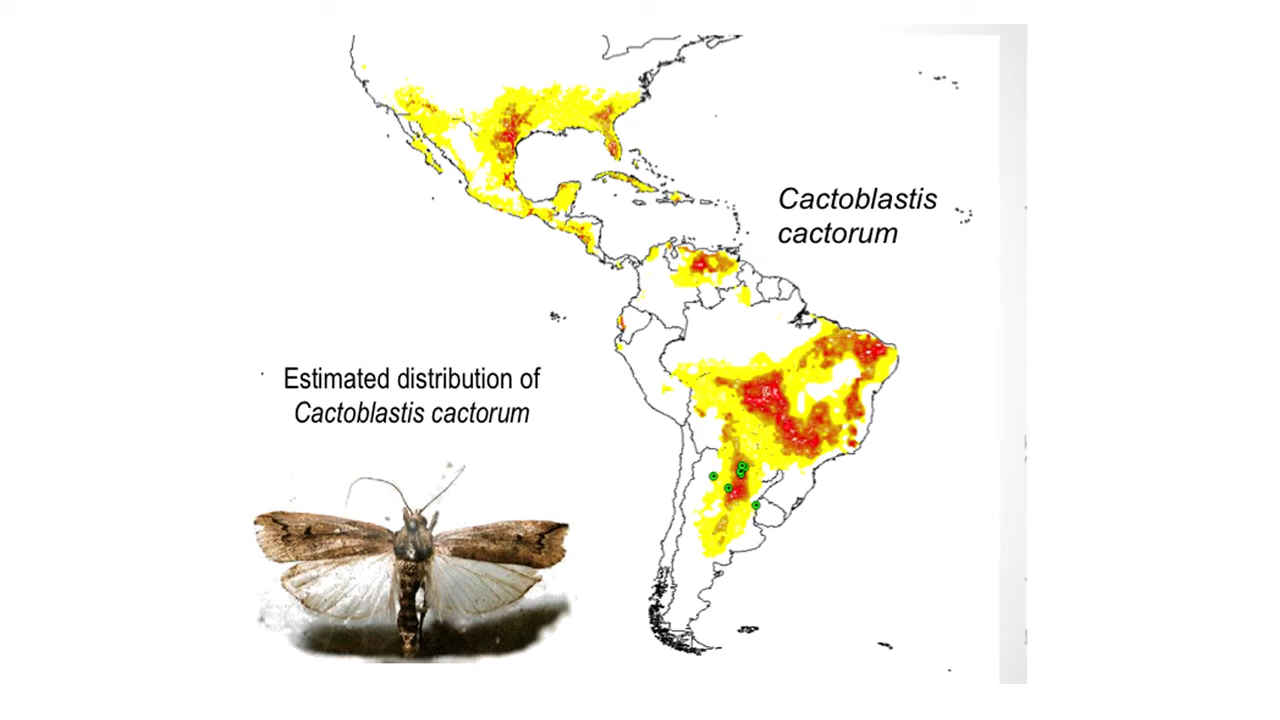 Cactoblastis
cactorum
Estimated distribution of
Cactoblastis cactorum